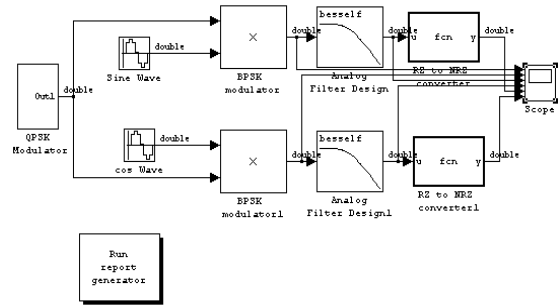 besself
fcn
u
y
double
double
double
double
Sine Wave
BPSK
modulator
Analog
Filter Design
RZ to NRZ
converter
Out1
double
QPSK
Modulator
Scope
besself
double
cos Wave
fcn
u
y
double
double
double
BPSK
modulator1
Analog
Filter Design1
RZ to NRZ
converter1
Run
report
generator